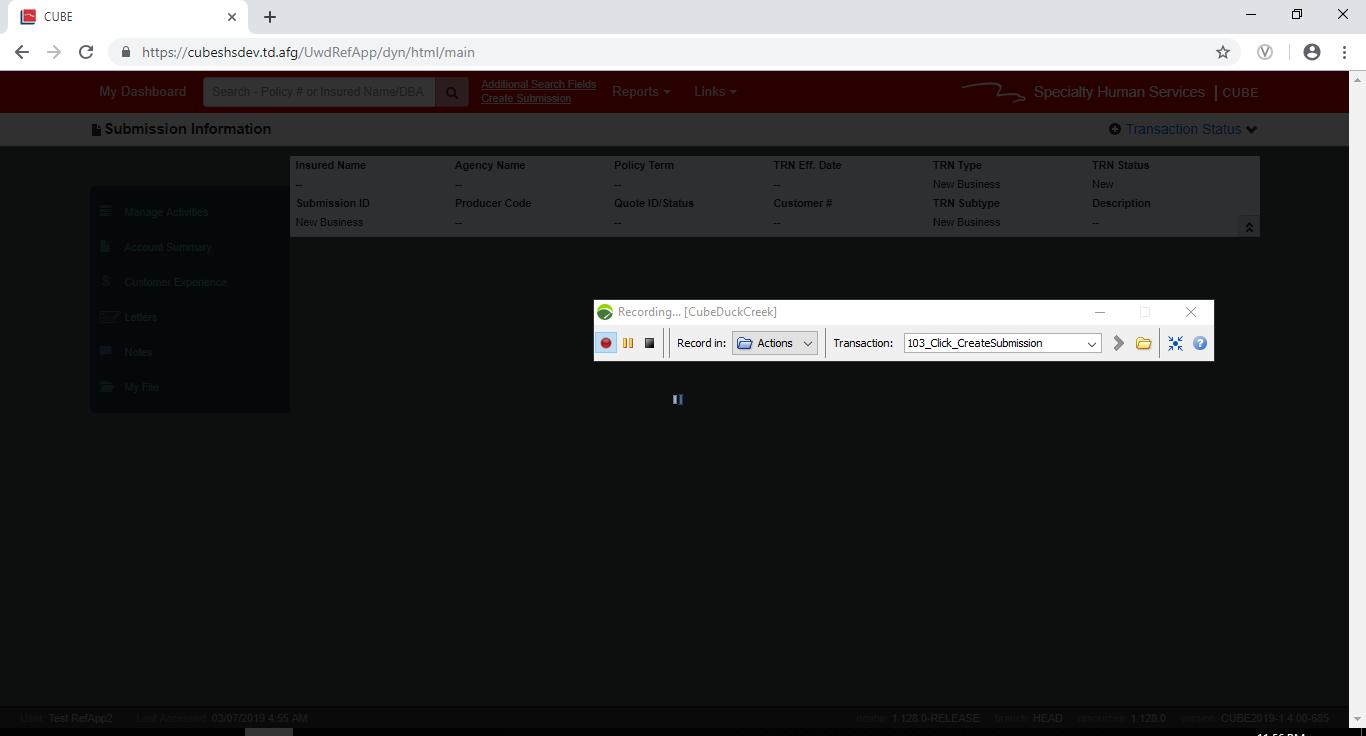 CUBE
https://cubeshsdev.td.afg/UwdRefApp/dyn/html/main
My Dashboard
Search - Policy # or Insured Name/DBA
Additional Search Fields
Create Submission
Reports
Links
Specialty Human Services | CUBE
Submission Information
Transaction Status
Insured Name Agency Name Policy Term TRN Eff. Date TRN Type TRN Status
-- -- -- -- New Business New
Submission ID Producer Code Quote ID/Status Customer # TRN Subtype Description
New Business -- -- -- New Business --
Manage Activities
Account Summary
Customer Experience
Letters
Notes
My File
Recording... [CubeDuckCreek]
Record in: Actions Transaction: 103_Click_CreateSubmission
User: Test RefApp2 Last Accessed: 03/07/2019 4:55 AM 1.128.0-RELEASE branch: HEAD 1.128.0 version: CUBE2019-1.4.00-685